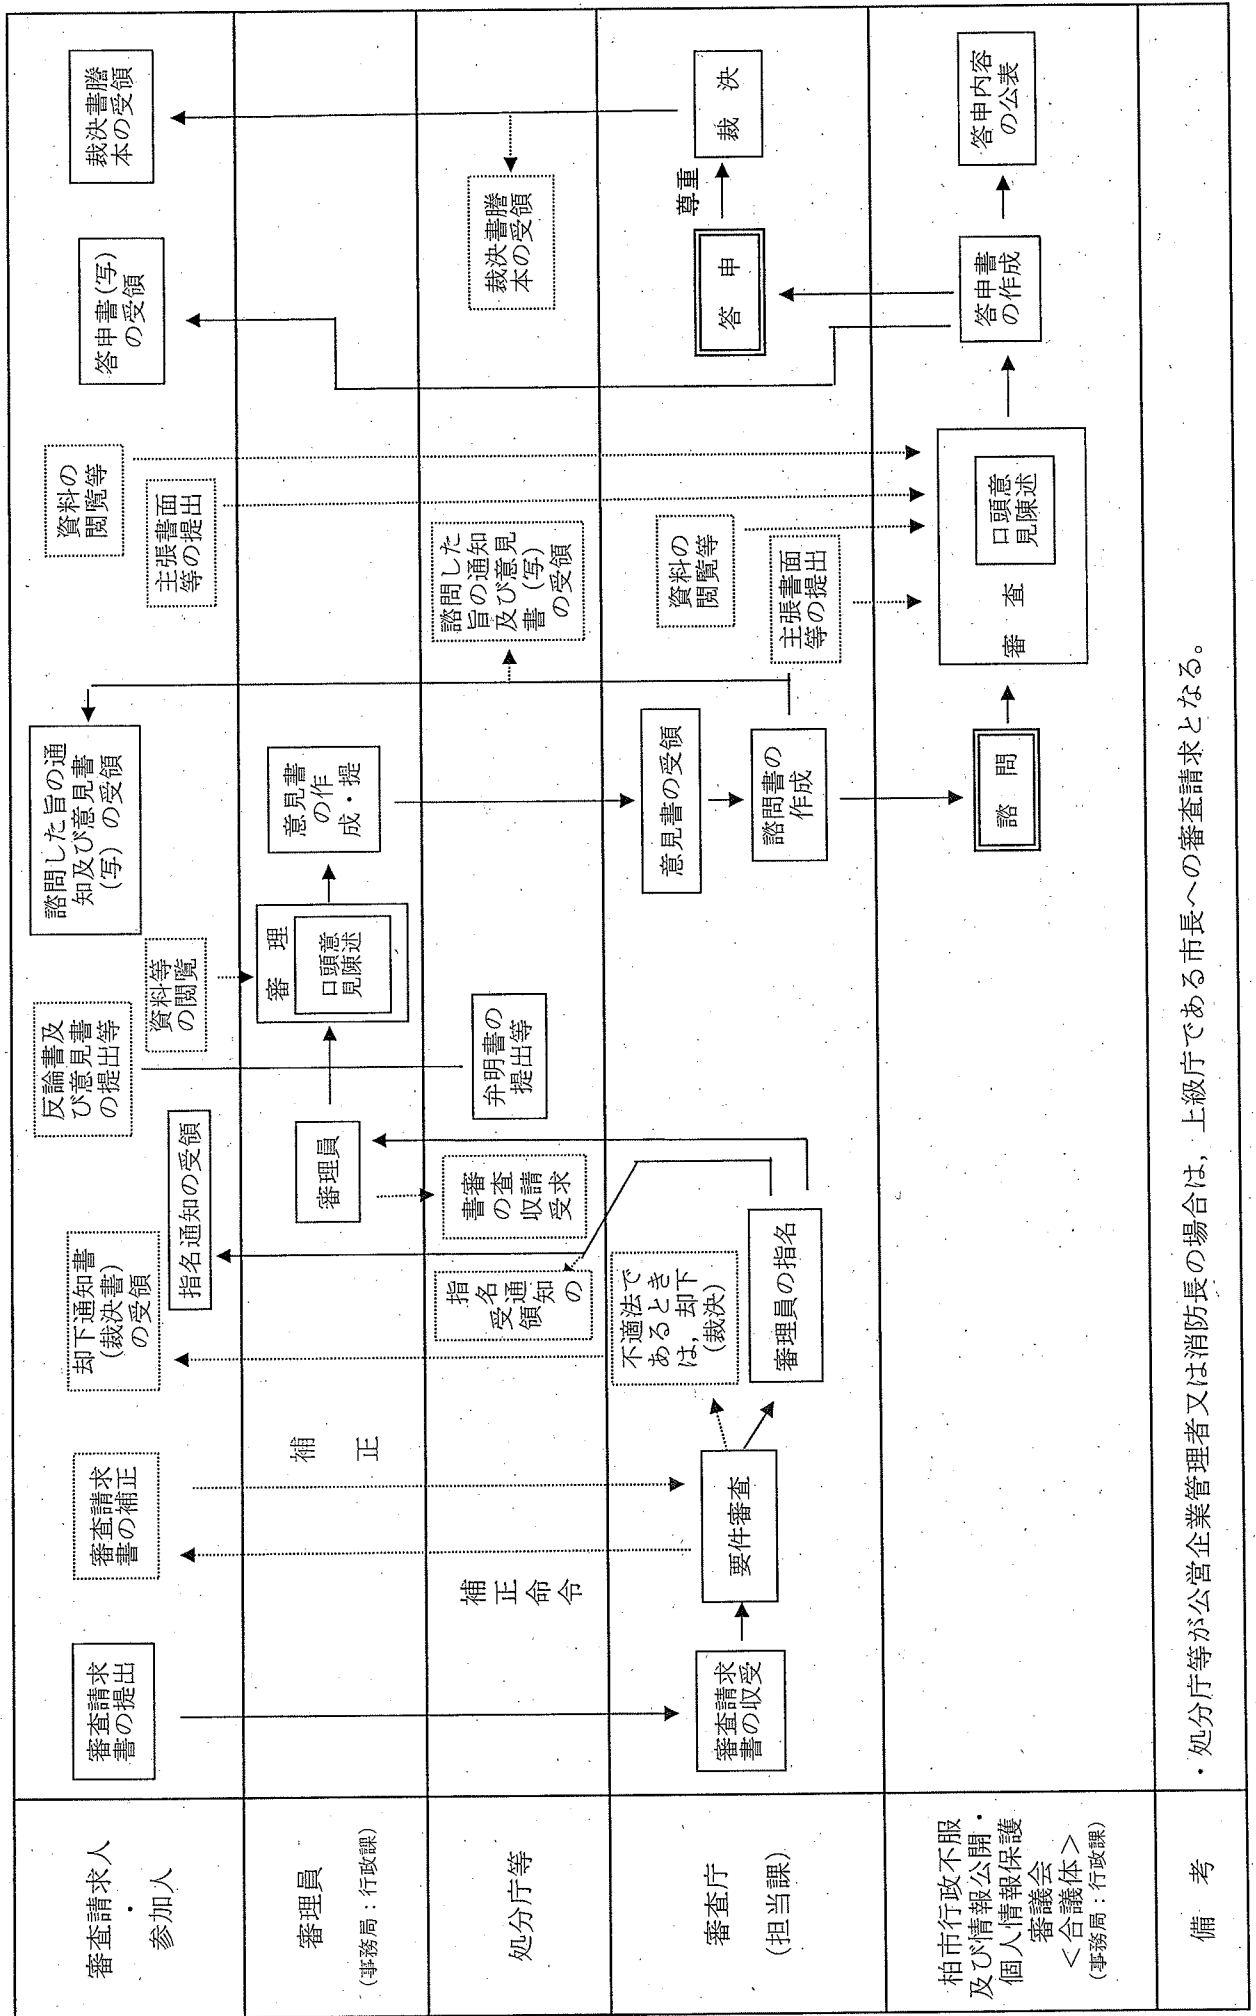 審査請求人
・
参加人
審査請求
書の提出
審査請求
書の補正
却下通知書
(裁決書)
の受領
指名通知の受領
反論書及
び意見書
の提出等
資料等
の閲覧
諮問した旨の通
知及び意見書
(写)の受領
資料の
閲覧等
主張書面
等の提出
答申書(写)
の受領
裁決書謄
本の受領
審理員
(事務局:行政課)
補
正
審理員
審 理
口頭意
見陳述
意見書
の作
成・提
処分庁等
補
正
命
令
指名
受通
領知
の
書審
の査
収請
受求
弁明書の
提出等
諮問した
旨の通知
及び意見
書(写)
の受領
裁決書謄
本の受領
審査庁
(担当課)
審査請求
書の収受
要件審査
不適法で
あるとき
は,却下
(裁決)
審理員の指名
意見書の受領
諮問書の
作成
資料の
閲覧等
主張書面
等の提出
答 申
尊重
裁 決
柏市行政不服
及び情報公開・
個人情報保護
審議会
<合議体>
(事務局:行政課)
諮 問
審 査
口頭意
見陳述
答申書
の作成
答申内容
の公表
備 考
・処分庁等が公営企業管理者又は消防長の場合は,上級庁である市長への審査請求となる。